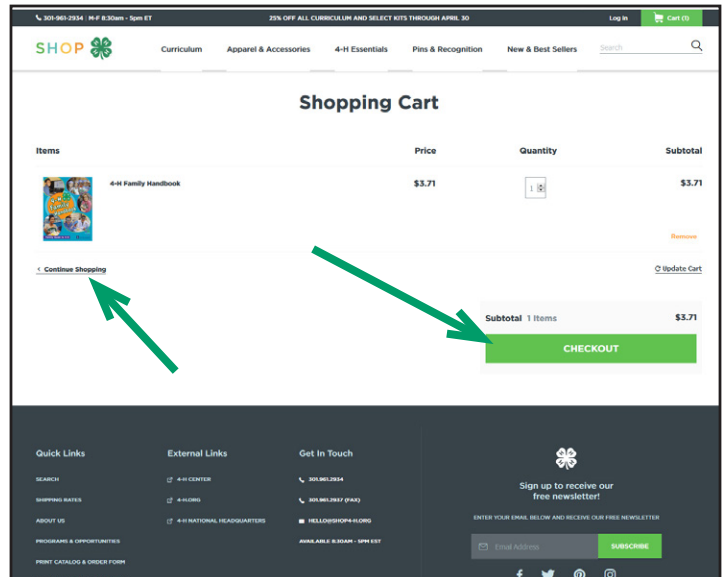 301-961-2934 | M-F 8:30am - 5pm ET
25% OFF ALL CURRICULUM AND SELECT KITS THROUGH APRIL 30
Log In
Cart (1)
SHOP
Curriculum
Apparel & Accessories
4-H Essentials
Pins & Recognition
New & Best Sellers
Search
Shopping Cart
Items
Price
Quantity
Subtotal
4-H Family Handbook
$3.71
1
$3.71
Remove
< Continue Shopping
Update Cart
Subtotal 1 Items
$3.71
CHECKOUT
Quick Links
External Links
Get In Touch
SEARCH
4-H CENTER
301.961.2934
Sign up to receive our
free newsletter!
SHIPPING RATES
4-H.ORG
301.961.2937 (FAX)
ABOUT US
4-H NATIONAL HEADQUARTERS
HELLO@SHOP4-H.ORG
ENTER YOUR EMAIL BELOW AND RECEIVE OUR FREE NEWSLETTER
PROGRAMS & OPPORTUNITIES
AVAILABLE 8:30AM - 5PM EST
Email Address
SUBSCRIBE
PRINT CATALOG & ORDER FORM